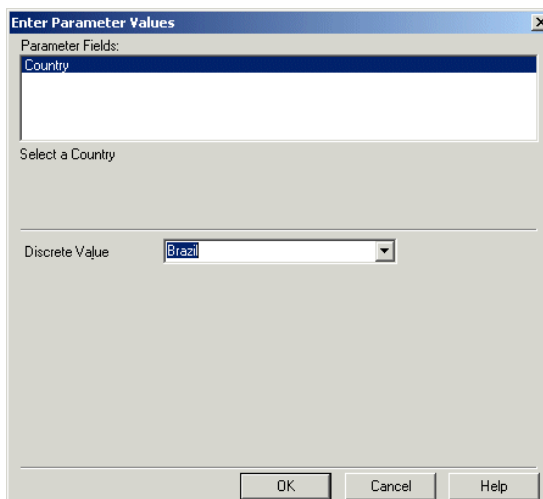 Enter Parameter Values
Parameter Fields:
Country
Select a Country
Discrete Value Brazil
OK Cancel Help